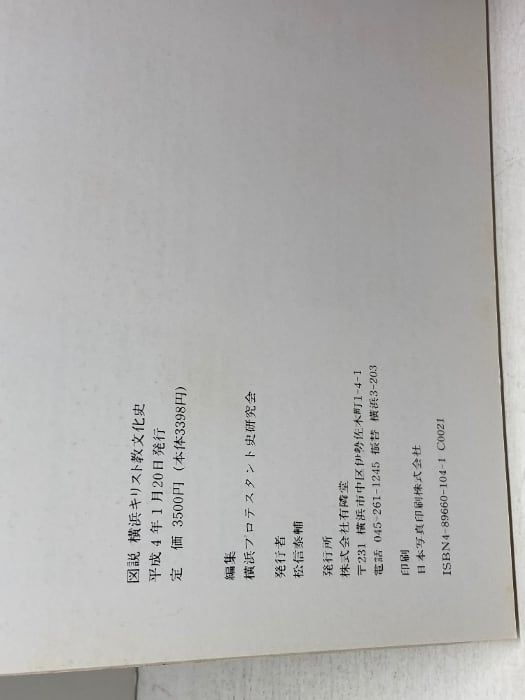 図説 横浜キリスト教文化史
平成4年1月20日発行
定　価 3500円（本体3398円）
編集
横浜プロテスタント史研究会
発行者
松信泰輔
発行所
株式会社有隣堂
〒231 横浜市中区伊勢佐木町1-4-1
電話 045-261-1245 振替 横浜3-203
印刷
日本写真印刷株式会社
ISBN4-89660-104-1 C0021